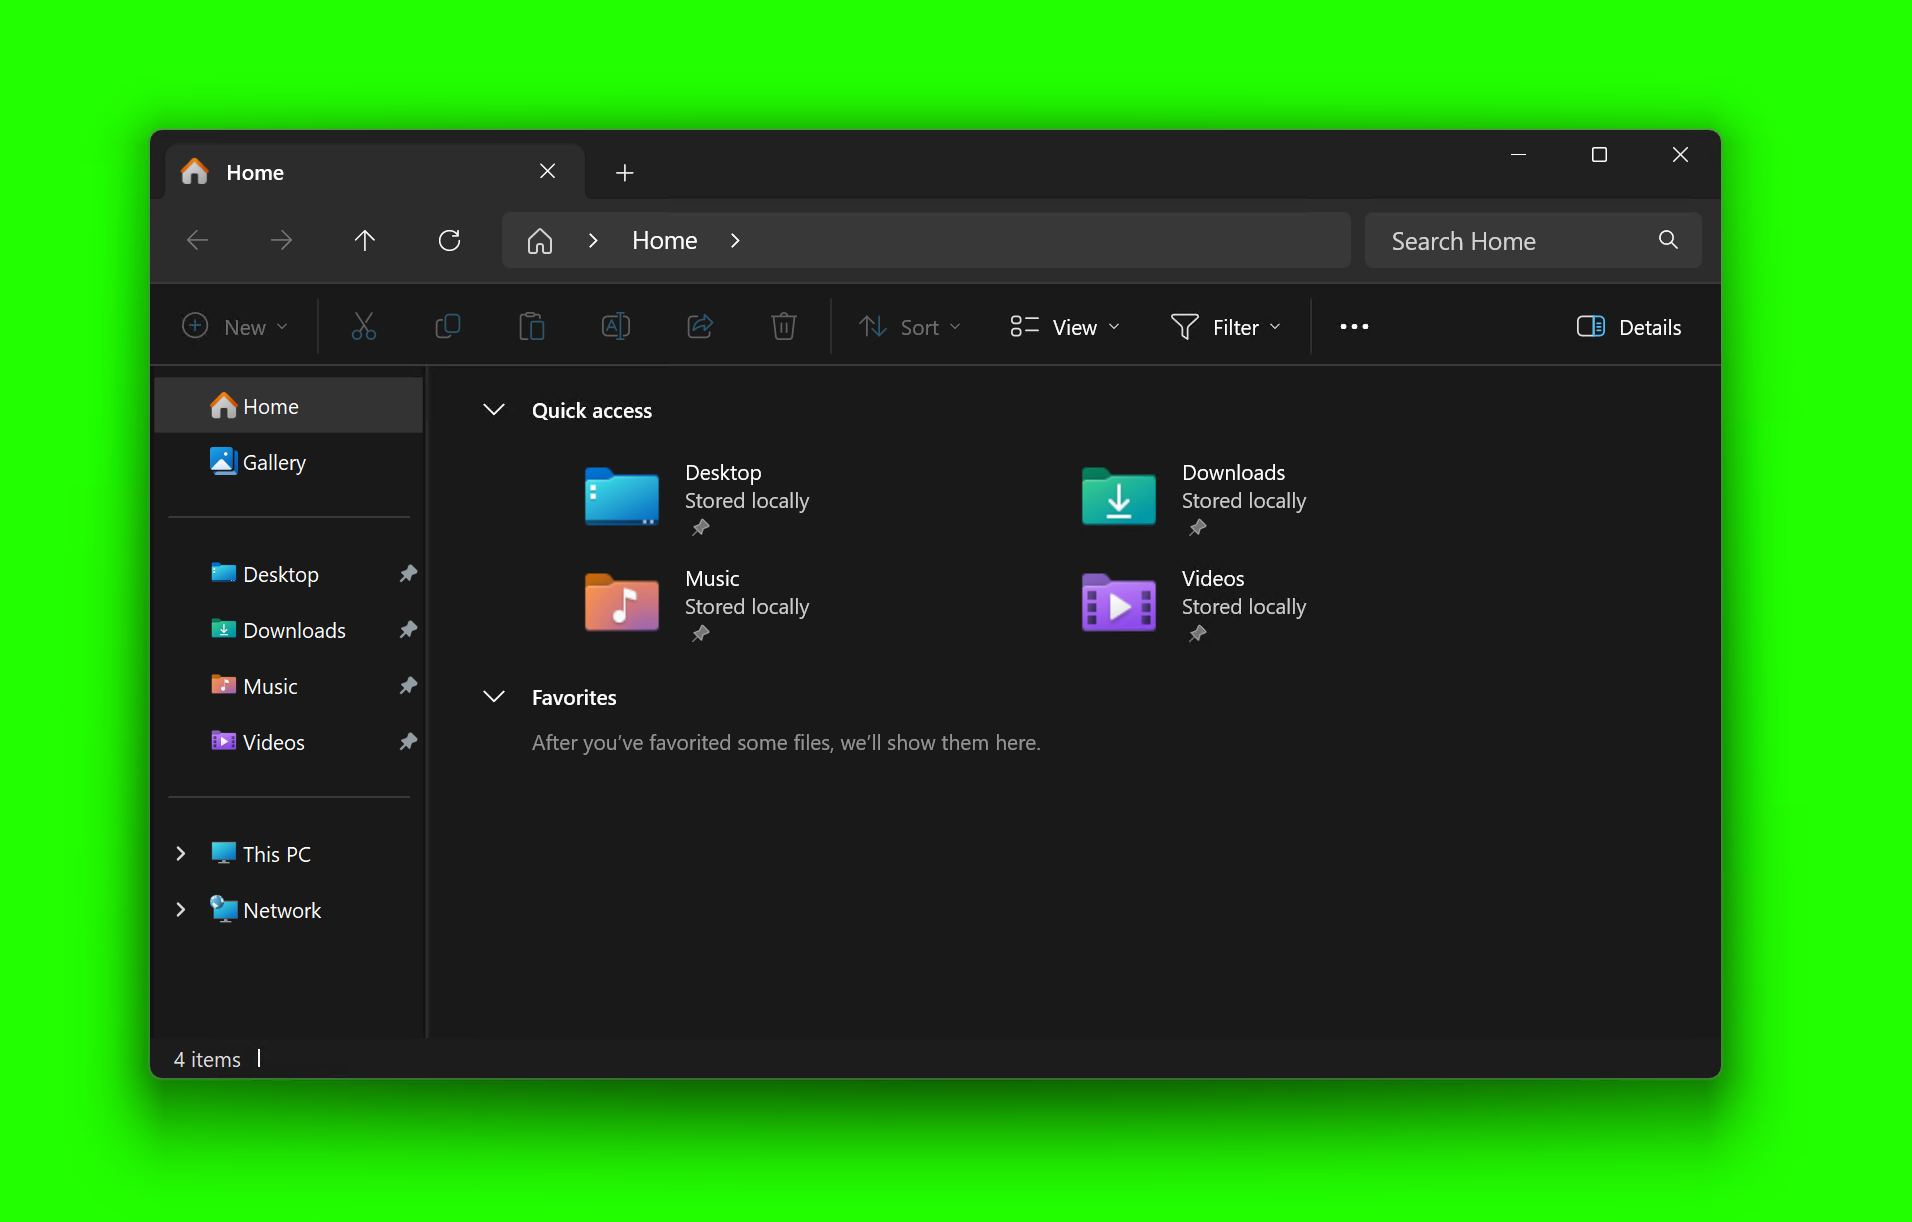 Home
Home
Search Home
New
Sort
View
Filter
Details
Home
Gallery
Desktop
Downloads
Music
Videos
This PC
Network
Quick access
Desktop
Stored locally
Downloads
Stored locally
Music
Stored locally
Videos
Stored locally
Favorites
After you've favorited some files, we'll show them here.
4 items